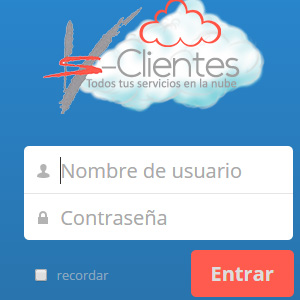 K-Clientes
Todos tus servicios en la nube
Nombre de usuario
Contraseña
recordar
Entrar